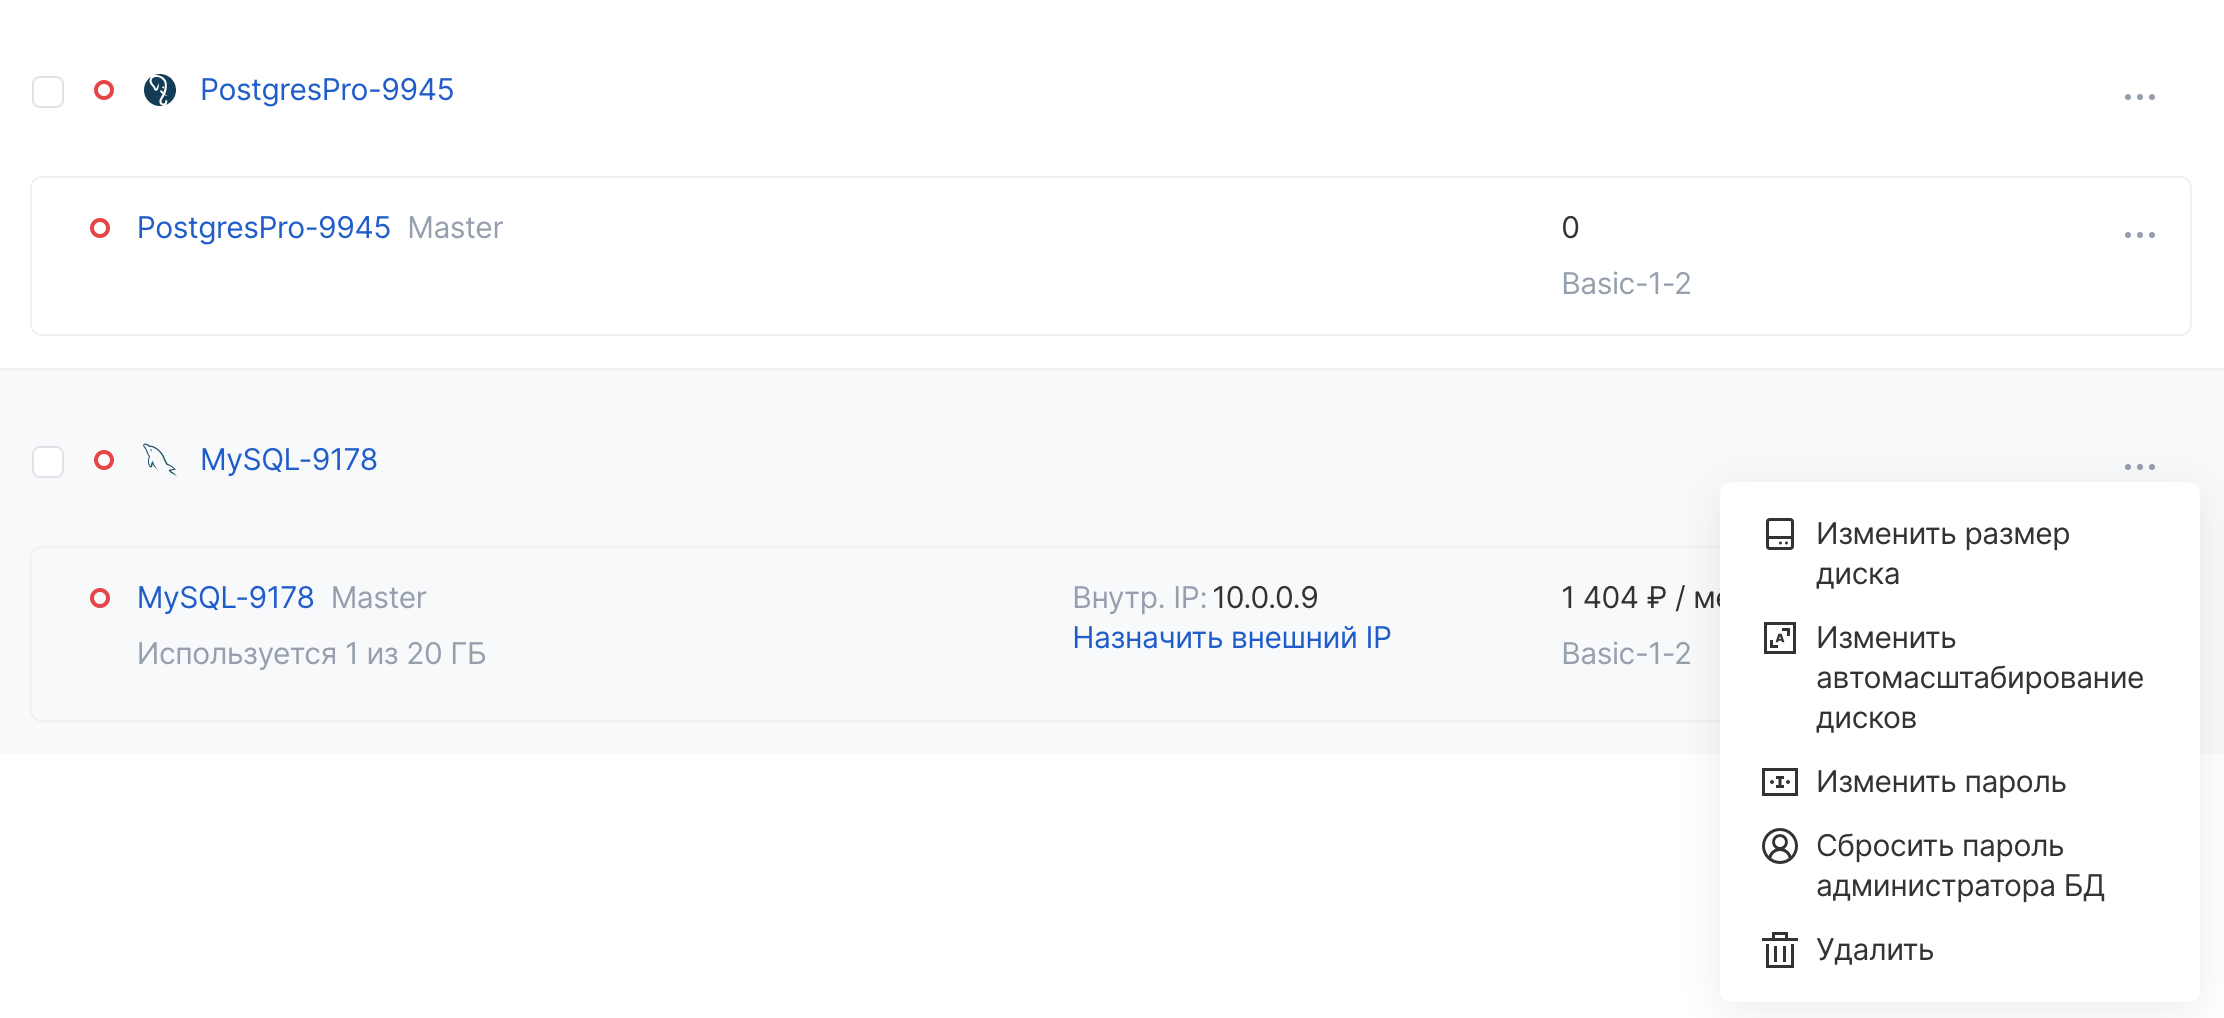 PostgresPro-9945
PostgresPro-9945 Master
0
Basic-1-2
MySQL-9178
MySQL-9178 Master
Используется 1 из 20 ГБ
Внутр. IP: 10.0.0.9
Назначить внешний IP
1 404 ₽ /
Basic-1-2
Изменить размер
диска
Изменить
автомасштабирование
дисков
Изменить пароль
Сбросить пароль
администратора БД
Удалить